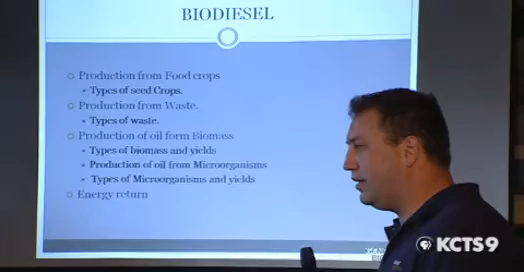 BIODIESEL
Production from Food crops
Types of seed Crops.
Production from Waste.
Types of waste.
Production of oil form Biomass
Types of biomass and yields
Production of oil from Microorganisms
Types of Microorganisms and yields
Energy return
KCTS9